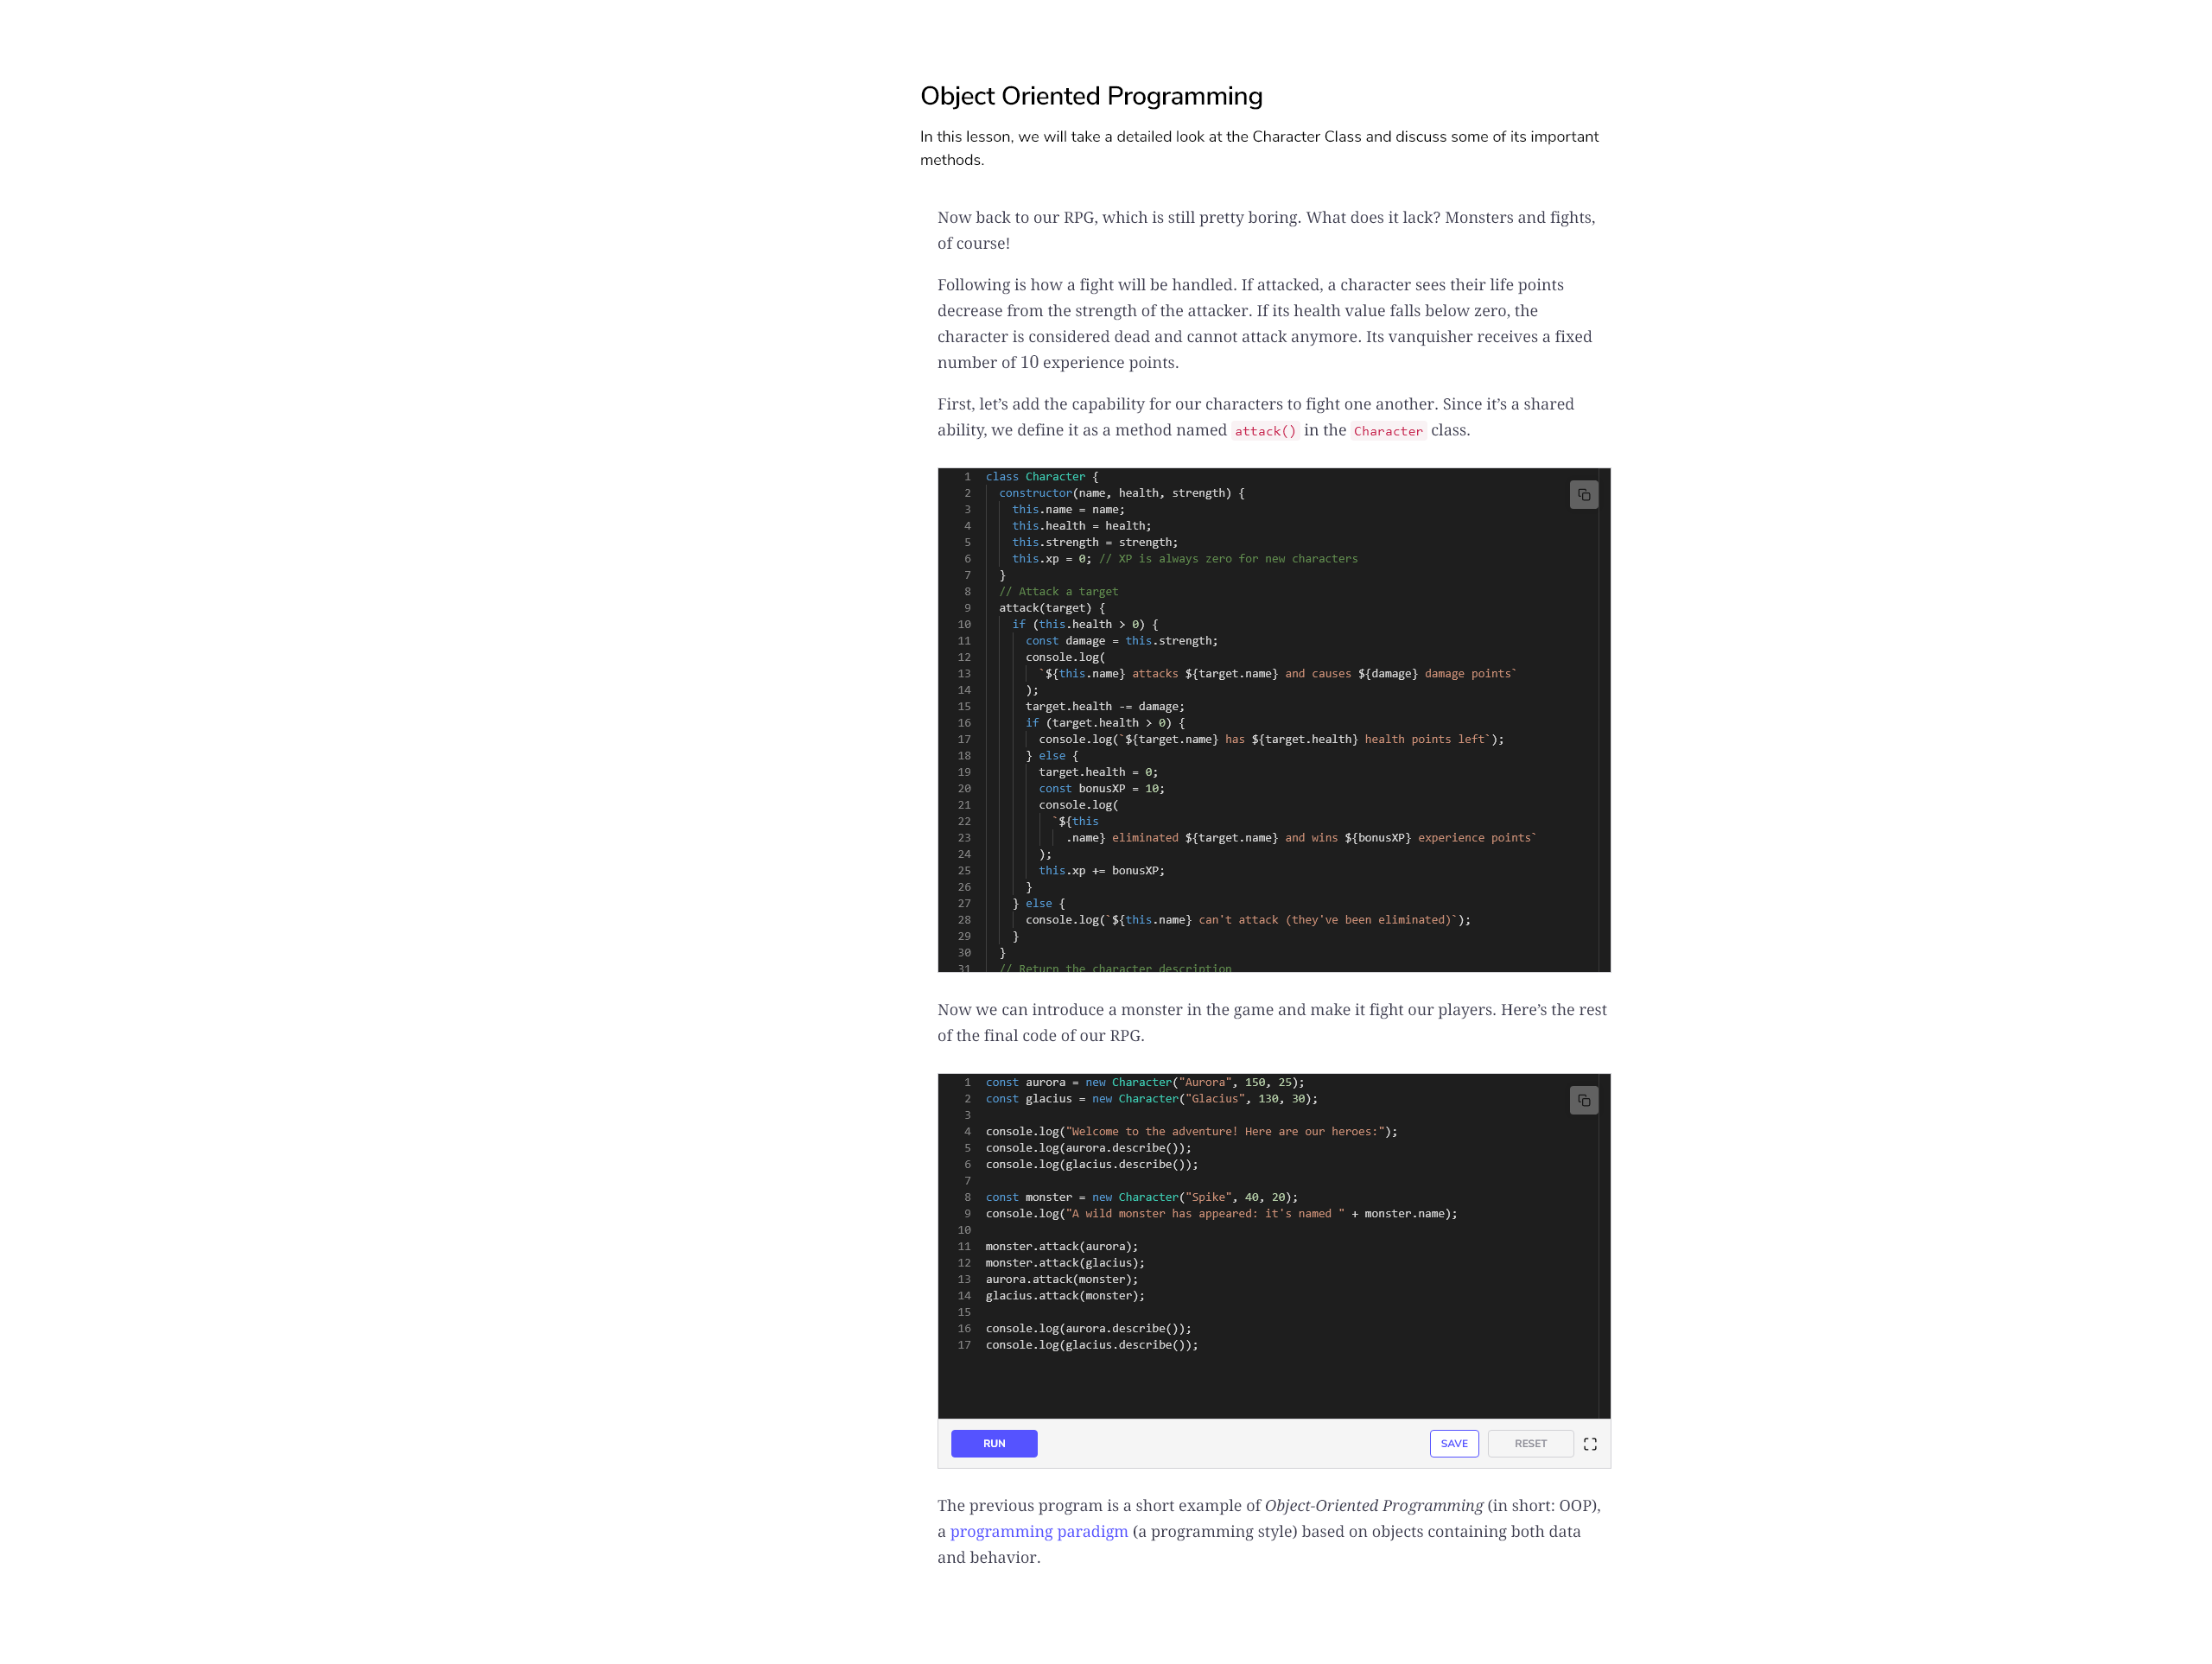 Object Oriented Programming
In this lesson, we will take a detailed look at the Character Class and discuss some of its important
methods.
Now back to our RPG, which is still pretty boring. What does it lack? Monsters and fights,
of course!
Following is how a fight will be handled. If attacked, a character sees their life points
decrease from the strength of the attacker. If its health value falls below zero, the
character is considered dead and cannot attack anymore. Its vanquisher receives a fixed
number of 10 experience points.
First, let’s add the capability for our characters to fight one another. Since it’s a shared
ability, we define it as a method named attack() in the Character class.
1 class Character {
2   constructor(name, health, strength) {
3     this.name = name;
4     this.health = health;
5     this.strength = strength;
6     this.xp = 0; // XP is always zero for new characters
7   }
8   // Attack a target
9   attack(target) {
10     if (this.health > 0) {
11       const damage = this.strength;
12       console.log(
13         `${this.name} attacks ${target.name} and causes ${damage} damage points`
14       );
15       target.health -= damage;
16       if (target.health > 0) {
17         console.log(`${target.name} has ${target.health} health points left`);
18       } else {
19         target.health = 0;
20         const bonusXP = 10;
21         console.log(
22           `${this
23             .name} eliminated ${target.name} and wins ${bonusXP} experience points`
24         );
25         this.xp += bonusXP;
26       }
27     } else {
28       console.log(`${this.name} can't attack (they've been eliminated)`);
29     }
30   }
31   // Return the character description
Now we can introduce a monster in the game and make it fight our players. Here’s the rest
of the final code of our RPG.
1 const aurora = new Character("Aurora", 150, 25);
2 const glacius = new Character("Glacius", 130, 30);
3
4 console.log("Welcome to the adventure! Here are our heroes:");
5 console.log(aurora.describe());
6 console.log(glacius.describe());
7
8 const monster = new Character("Spike", 40, 20);
9 console.log("A wild monster has appeared: it's named " + monster.name);
10
11 monster.attack(aurora);
12 monster.attack(glacius);
13 aurora.attack(monster);
14 glacius.attack(monster);
15
16 console.log(aurora.describe());
17 console.log(glacius.describe());
RUN SAVE RESET
The previous program is a short example of Object-Oriented Programming (in short: OOP),
a programming paradigm (a programming style) based on objects containing both data
and behavior.